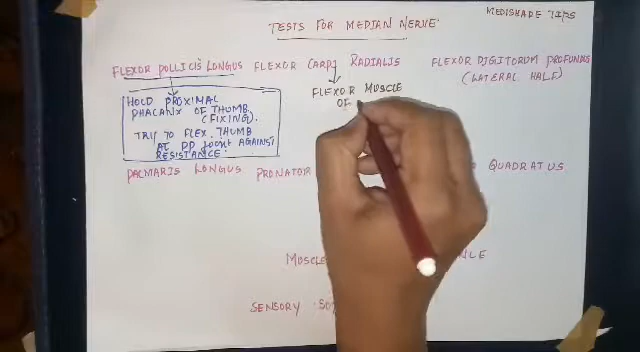 MEDISHADE TIPS
TESTS FOR MEDIAN NERVE
FLEXOR POLLICIS LONGUS
FLEXOR CARPI RADIALIS
FLEXOR DIGITORUM PROFUNDUS
(LATERAL HALF)
HOLD PROXIMAL
PHALANX OF THUMB
(FIXING).
TRY TO FLEX THUMB
AT DP JOINT AGAINST
RESISTANCE.
FLEXOR MUSCLE
OF
PALMARIS LONGUS
PRONATOR
QUADRATUS
MUSCLE
SENSORY